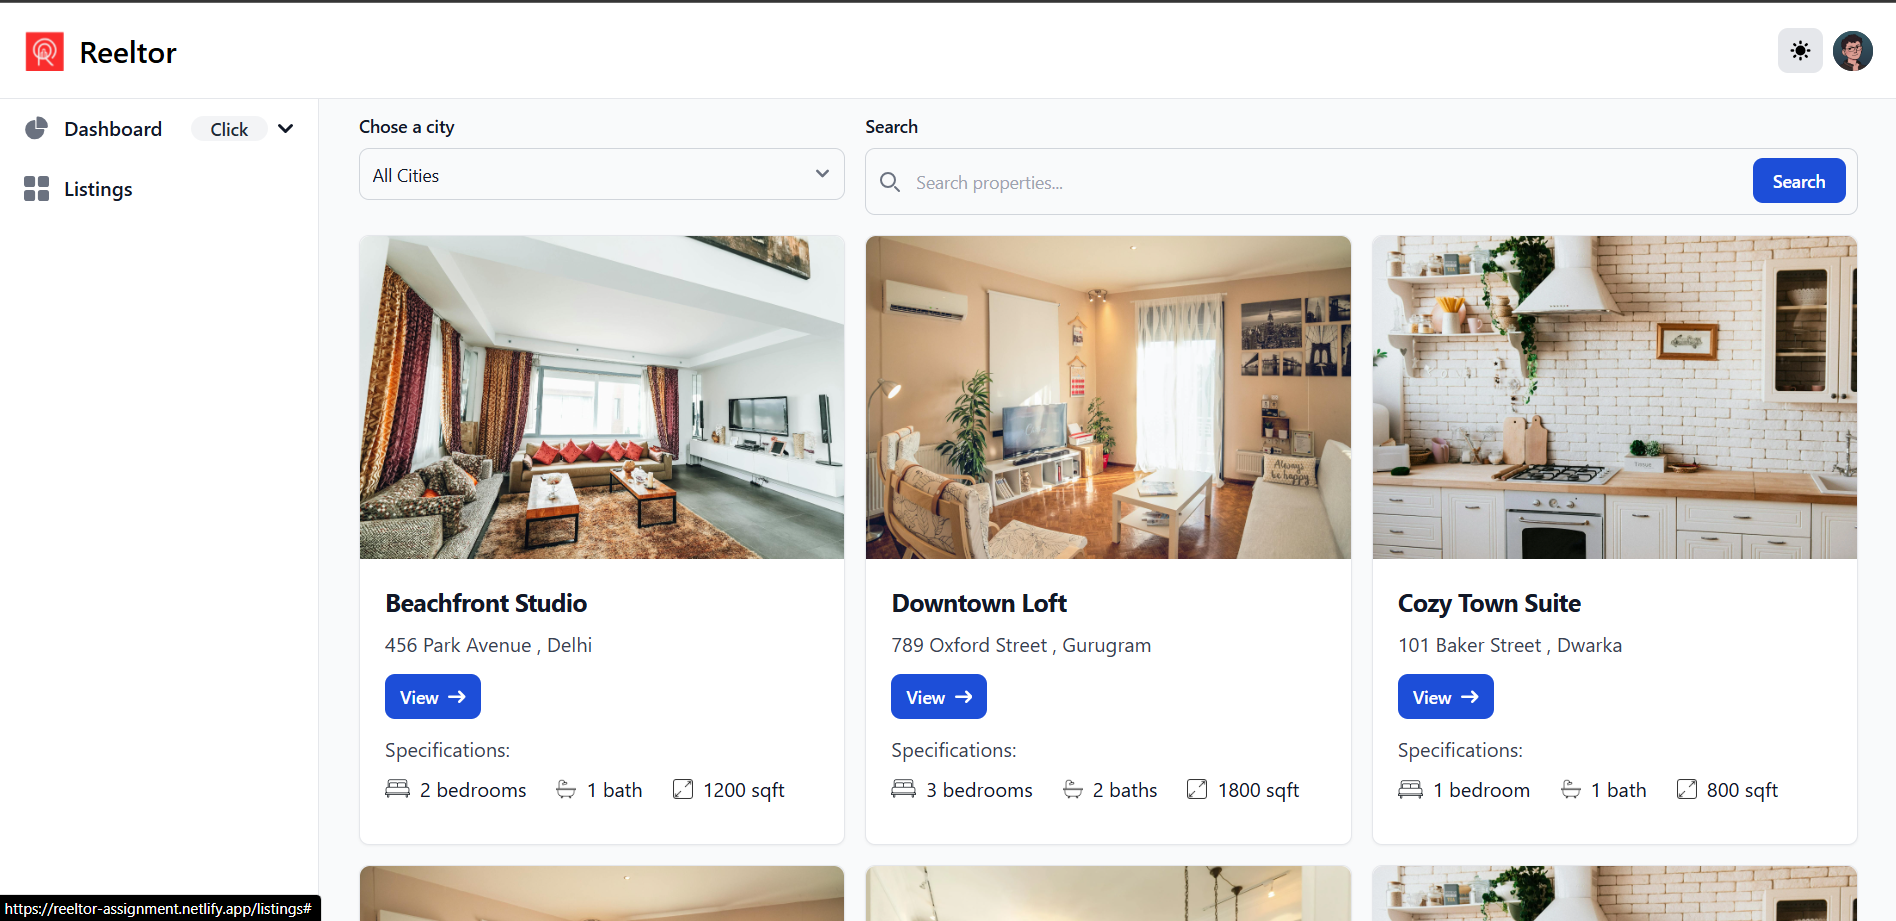 Reeltor
Dashboard Click
Listings
Chose a city
All Cities
Search
Search properties...
Search
Always
be happy
Beachfront Studio
456 Park Avenue , Delhi
View
Specifications:
2 bedrooms 1 bath 1200 sqft
Downtown Loft
789 Oxford Street , Gurugram
View
Specifications:
3 bedrooms 2 baths 1800 sqft
Cozy Town Suite
101 Baker Street , Dwarka
View
Specifications:
1 bedroom 1 bath 800 sqft
https://reeltor-assignment.netlify.app/listings#